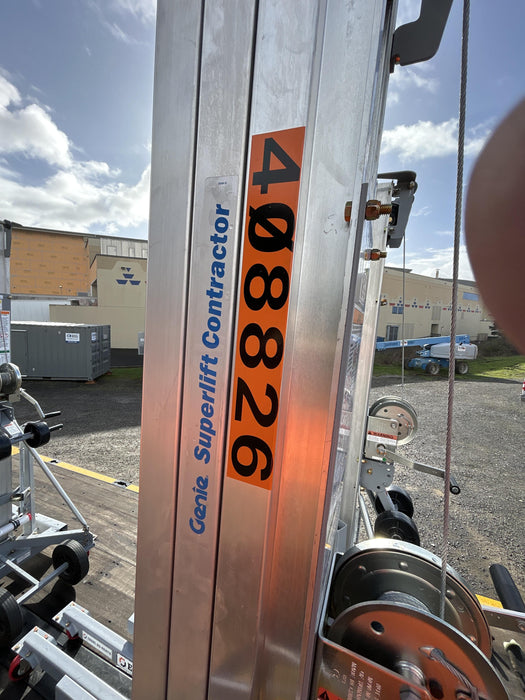 4Ø8826
Genie Superlift Contractor